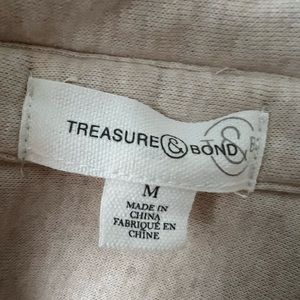 TREASURE & BOND
&
M
MADE IN
CHINA
FABRIQUÉ EN
CHINE